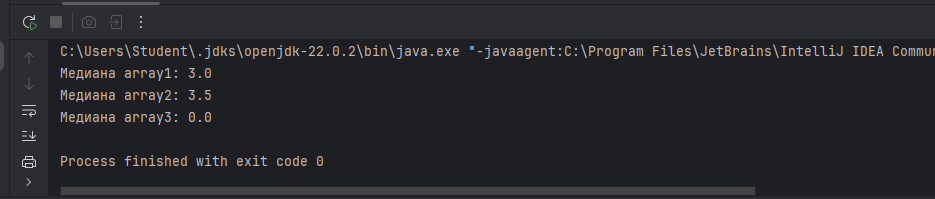 C:\Users\Student\.jdks\openjdk-22.0.2\bin\java.exe "-javaagent:C:\Program Files\JetBrains\IntelliJ IDEA Commu
Медиана array1: 3.0
Медиана array2: 3.5
Медиана array3: 0.0
Process finished with exit code 0